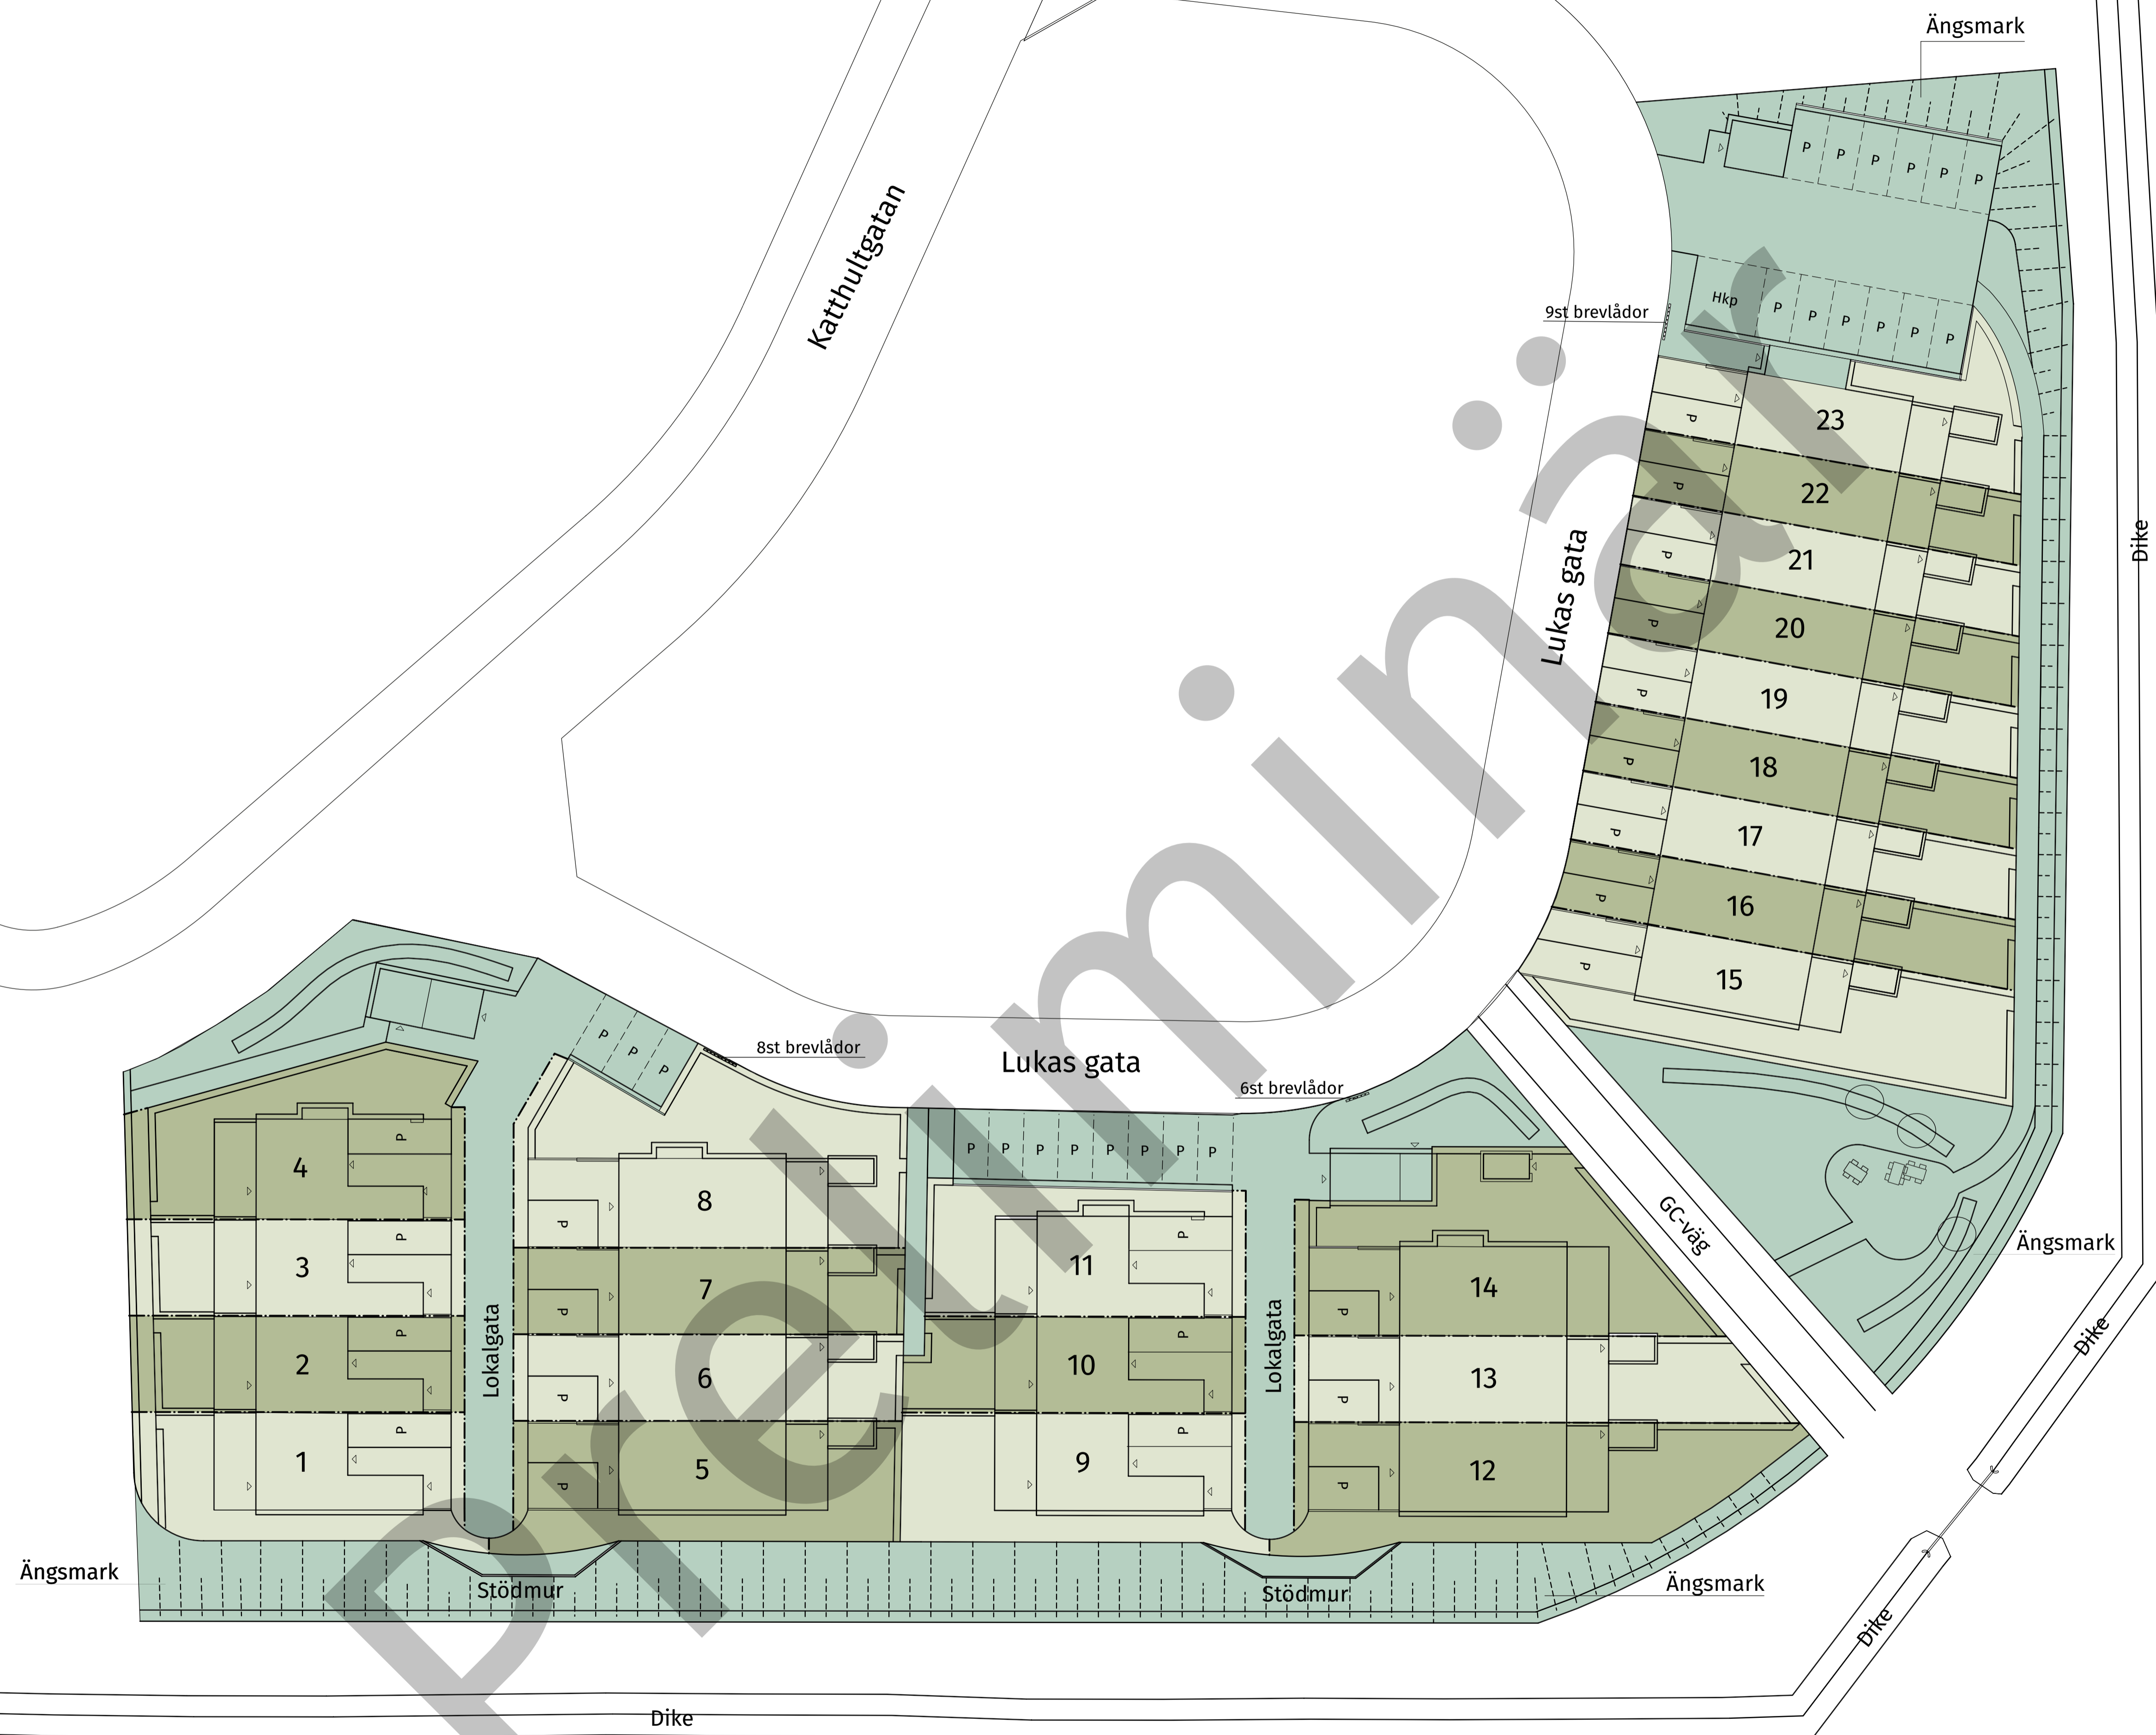 Ängsmark
P P P P P P
Katthultgatan
Hkp P P P P P P
9st brevlådor
P 23
P 22
Dike
P 21
Lukas gata
P 20
P 19
P 18
P 17
P 16
P 15
P P P
8st brevlådor
Lukas gata
6st brevlådor
P P P P P P P P
GC-väg
Ängsmark
4 P
P 8
3 P
P 7
11 P
P 14
Lokalgata
Lokalgata
2 P
P 6
10 P
P 13
Dike
1 P
P 5
9 P
P 12
Ängsmark
Stödmur
Stödmur
Ängsmark
Dike
Dike
Preliminär